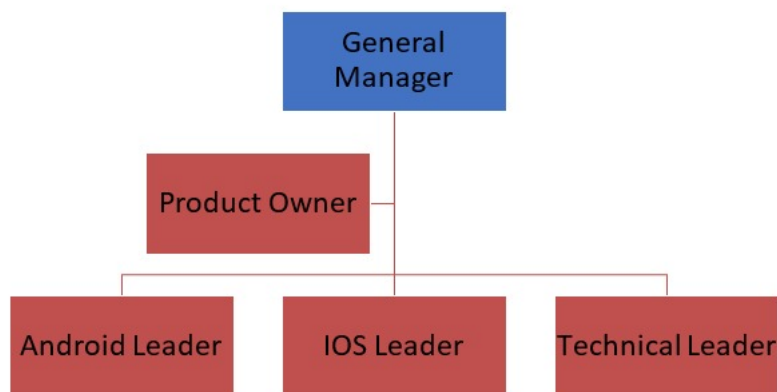 General
Manager
Product Owner
Android Leader
IOS Leader
Technical Leader